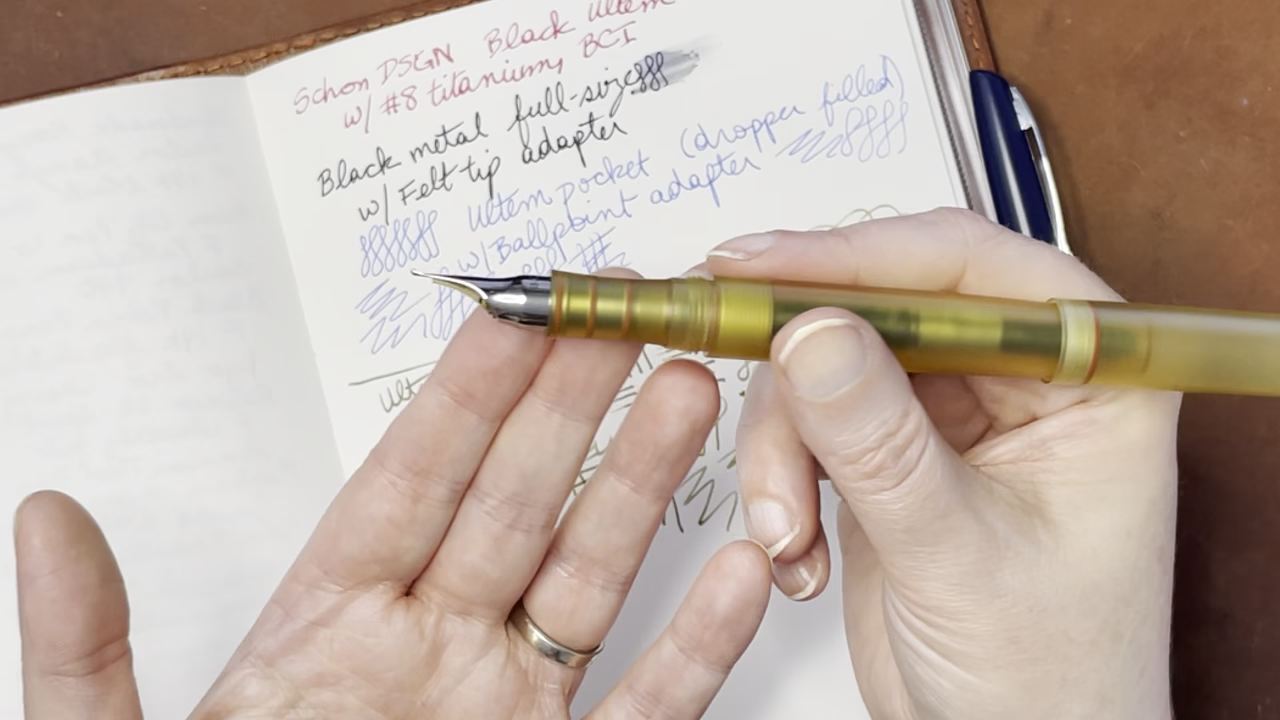 Schon DSGN Black Ultem
w/ #8 titanium, BCI
Black metal full-size
w/ Felt tip adapter
Ultem pocket (dropper filled)
w/ Ballpoint adapter
ult